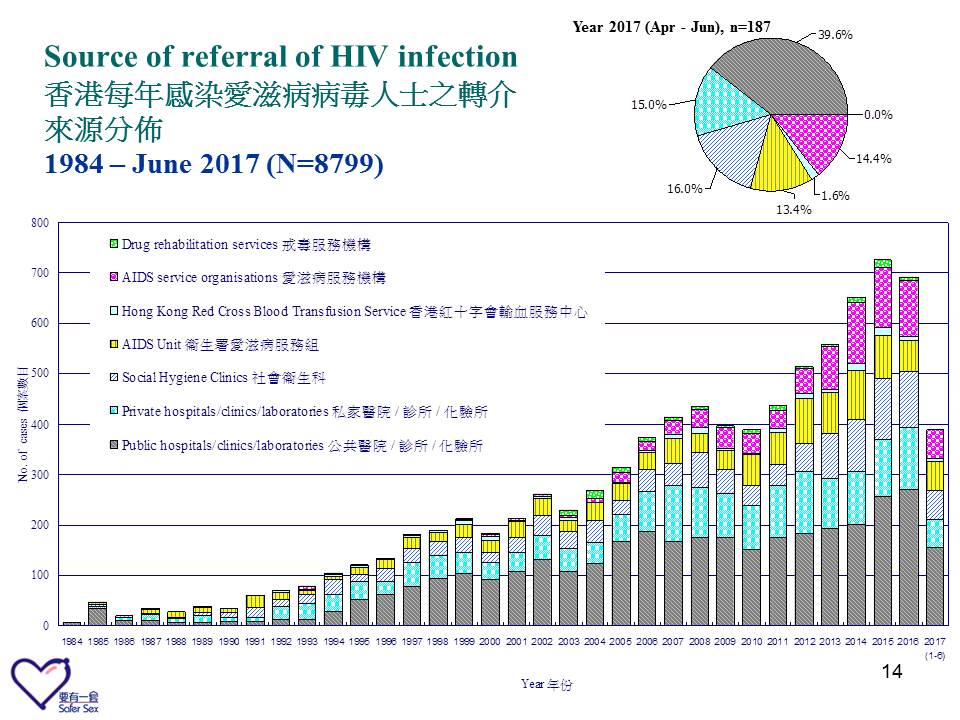 Source of referral of HIV infection
香港每年感染愛滋病病毒人士之轉介
來源分佈
1984 – June 2017 (N=8799)
Year 2017 (Apr - Jun), n=187
39.6%
15.0%
0.0%
14.4%
16.0%
1.6%
13.4%
No. of cases 個案數目
800
700
600
500
400
300
200
100
0
Drug rehabilitation services 戒毒服務機構
AIDS service organisations 愛滋病服務機構
Hong Kong Red Cross Blood Transfusion Service 香港紅十字會輸血服務中心
AIDS Unit 衞生署愛滋病服務組
Social Hygiene Clinics 社會衞生科
Private hospitals/clinics/laboratories 私家醫院 / 診所 / 化驗所
Public hospitals/clinics/laboratories 公共醫院 / 診所 / 化驗所
1984 1985 1986 1987 1988 1989 1990 1991 1992 1993 1994 1995 1996 1997 1998 1999 2000 2001 2002 2003 2004 2005 2006 2007 2008 2009 2010 2011 2012 2013 2014 2015 2016 2017
(1-6)
Year 年份
14
要有一套
Safer Sex